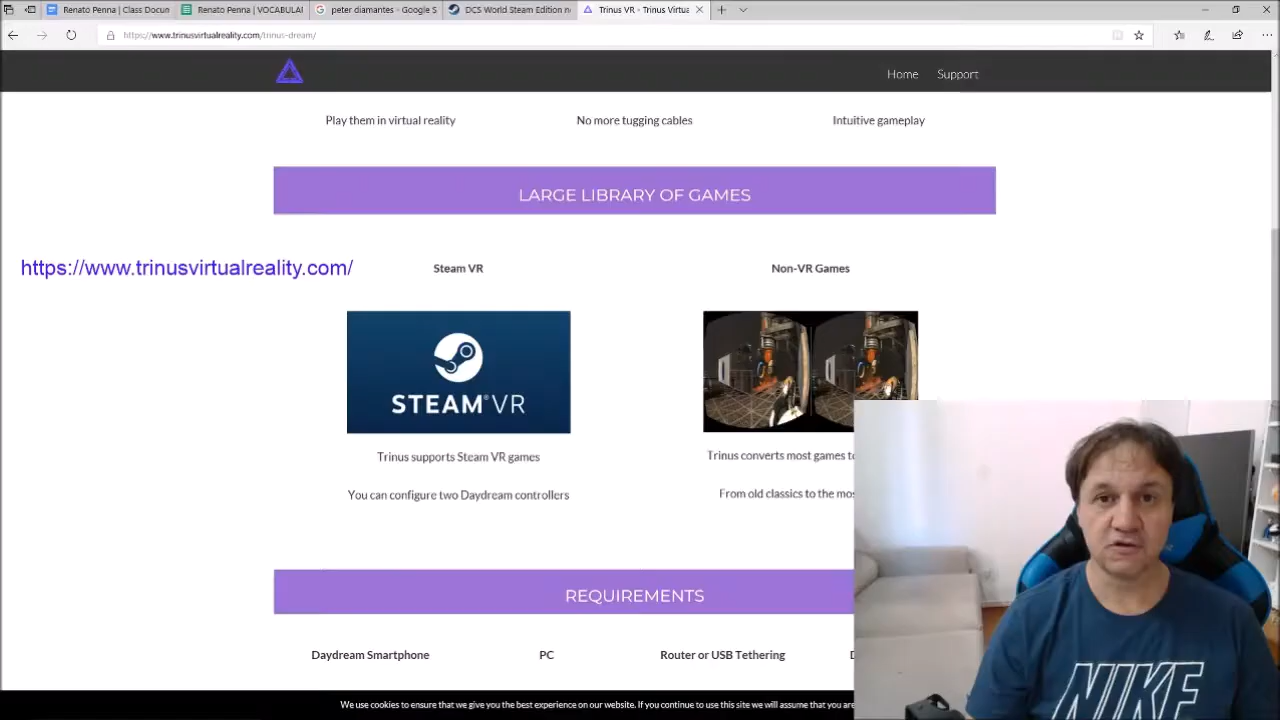 Renato Penna | Class Docun
Renato Penna | VOCABULAI
peter diamantes - Google S
DCS World Steam Edition no
Trinus VR - Trinus Virtua
https://www.trinusvirtualreality.com/trinus-dream/
Home
Support
Play them in virtual reality
No more tugging cables
Intuitive gameplay
LARGE LIBRARY OF GAMES
https://www.trinusvirtualreality.com/
Steam VR
Non-VR Games
STEAM®VR
Trinus supports Steam VR games
Trinus converts most games to
You can configure two Daydream controllers
From old classics to the mos
REQUIREMENTS
Daydream Smartphone
PC
Router or USB Tethering
We use cookies to ensure that we give you the best experience on our website. If you continue to use this site we will assume that you are
NIKE